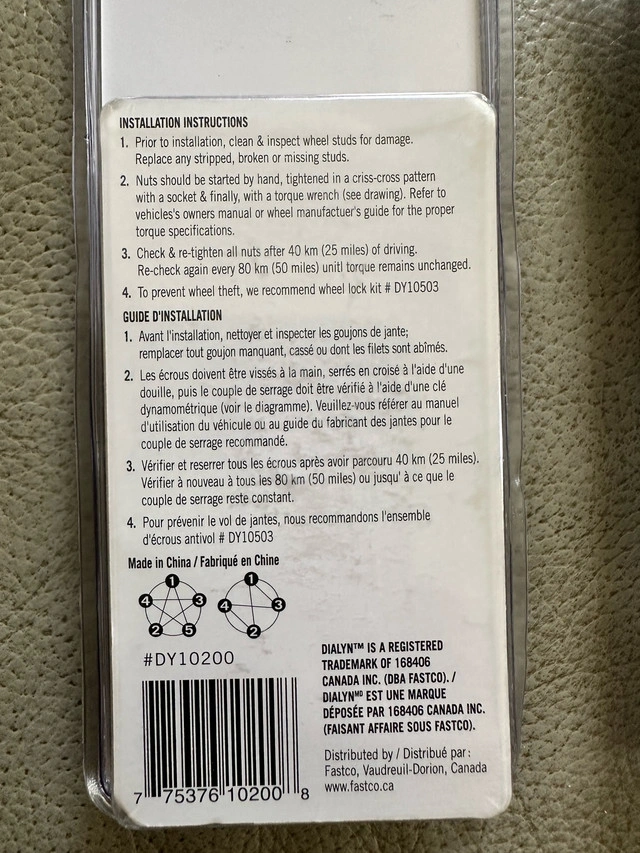 INSTALLATION INSTRUCTIONS
1. Prior to installation, clean & inspect wheel studs for damage.
Replace any stripped, broken or missing studs.
2. Nuts should be started by hand, tightened in a criss-cross pattern
with a socket & finally, with a torque wrench (see drawing). Refer to
vehicles's owners manual or wheel manufactuer's guide for the proper
torque specifications.
3. Check & re-tighten all nuts after 40 km (25 miles) of driving.
Re-check again every 80 km (50 miles) unitl torque remains unchanged.
4. To prevent wheel theft, we recommend wheel lock kit # DY10503
GUIDE D'INSTALLATION
1. Avant l'installation, nettoyer et inspecter les goujons de jante;
remplacer tout goujon manquant, cassé ou dont les filets sont abîmés.
2. Les écrous doivent être vissés à la main, serrés en croisé à l'aide d'une
douille, puis le couple de serrage doit être vérifié à l'aide d'une clé
dynamométrique (voir le diagramme). Veuillez-vous référer au manuel
d'utilisation du véhicule ou au guide du fabricant des jantes pour le
couple de serrage recommandé.
3. Vérifier et reserrer tous les écrous après avoir parcouru 40 km (25 miles).
Vérifier à nouveau à tous les 80 km (50 miles) ou jusqu' à ce que le
couple de serrage reste constant.
4. Pour prévenir le vol de jantes, nous recommandons l'ensemble
d'écrous antivol # DY10503
Made in China / Fabriqué en Chine
1 1
4 3 4 3
2 5 2
#DY10200
7 75376 10200 8
DIALYN™ IS A REGISTERED
TRADEMARK OF 168406
CANADA INC. (DBA FASTCO). /
DIALYNᴹᴰ EST UNE MARQUE
DÉPOSÉE PAR 168406 CANADA INC.
(FAISANT AFFAIRE SOUS FASTCO).
Distributed by / Distribué par :
Fastco, Vaudreuil-Dorion, Canada
www.fastco.ca